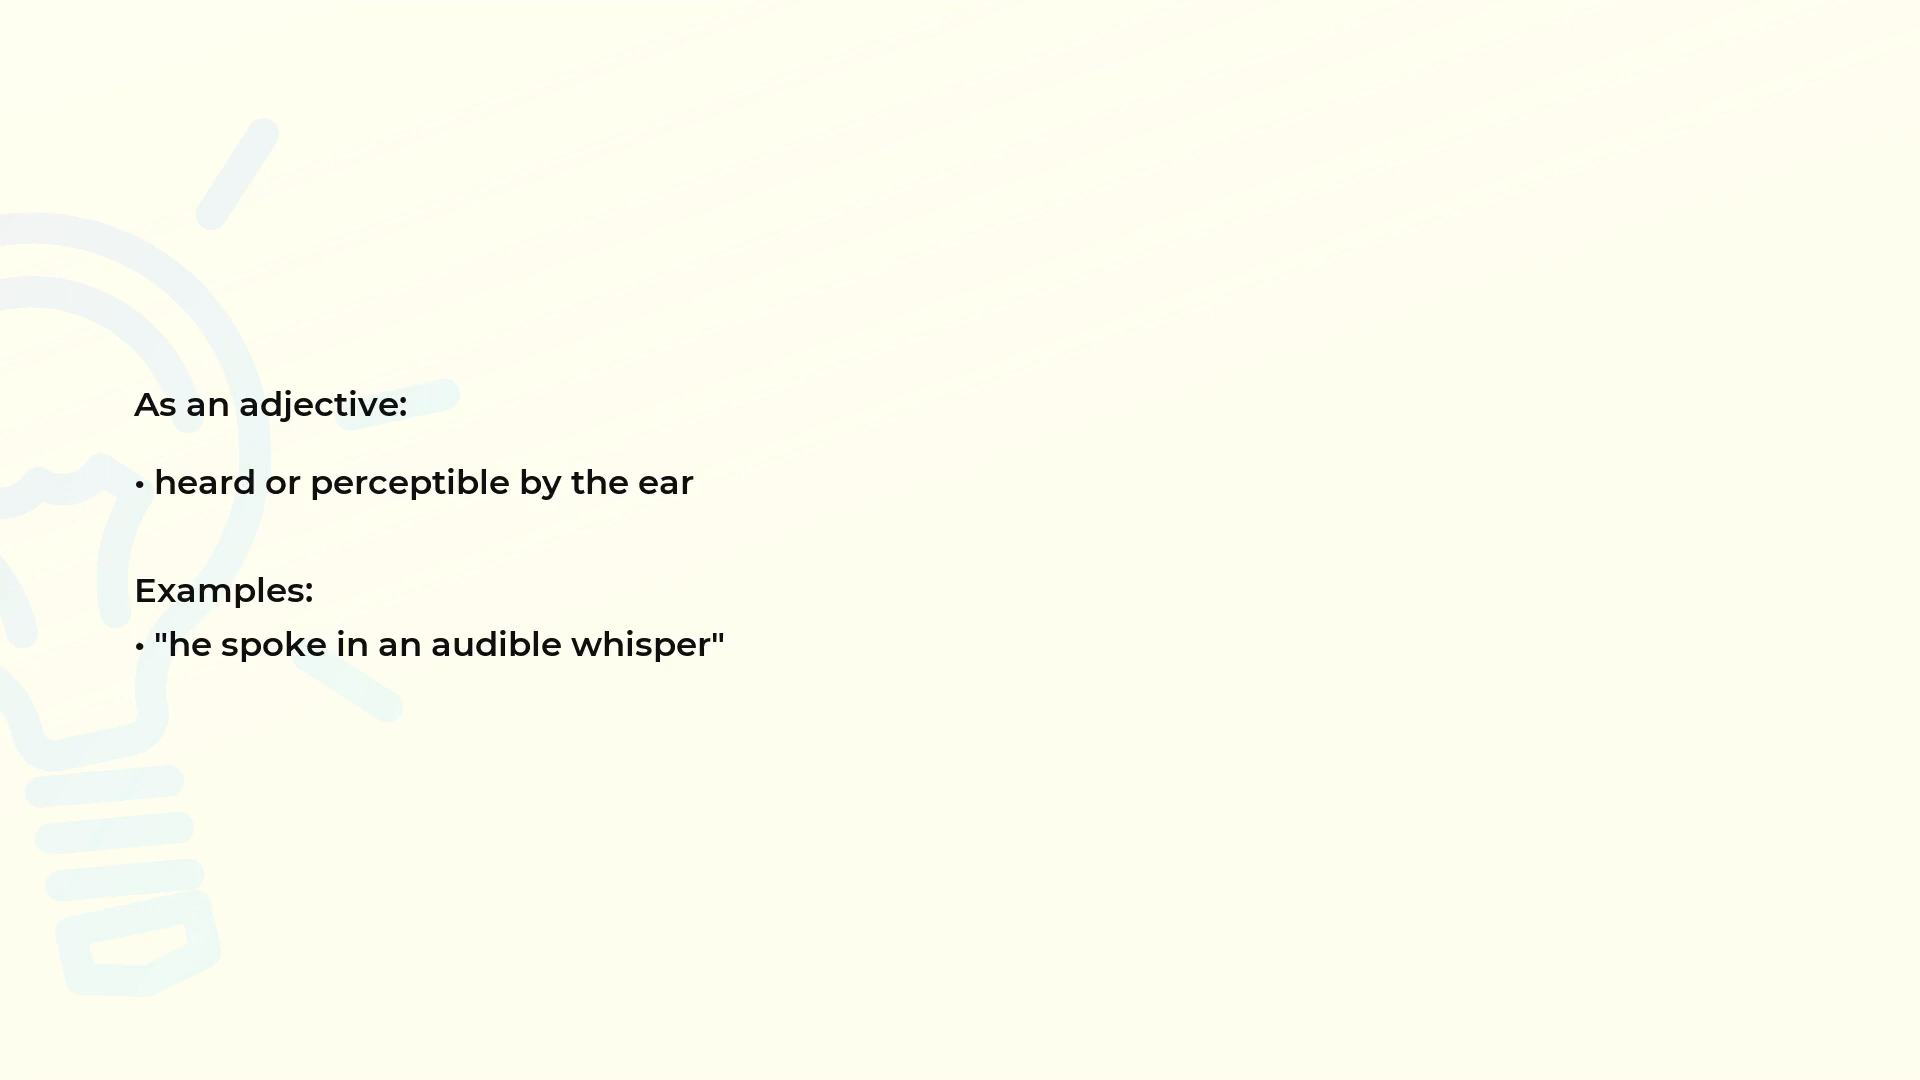 As an adjective:
• heard or perceptible by the ear
Examples:
• "he spoke in an audible whisper"